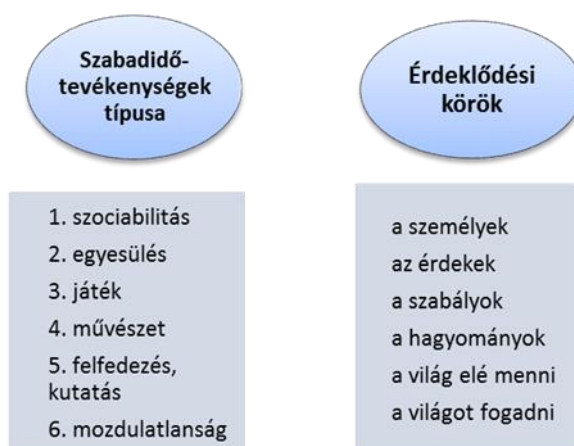 Szabadidő-
tevékenységek
típusa
1. szociabilitás
2. egyesülés
3. játék
4. művészet
5. felfedezés,
kutatás
6. mozdulatlanság
Érdeklődési
körök
a személyek
az érdekek
a szabályok
a hagyományok
a világ elé menni
a világot fogadni